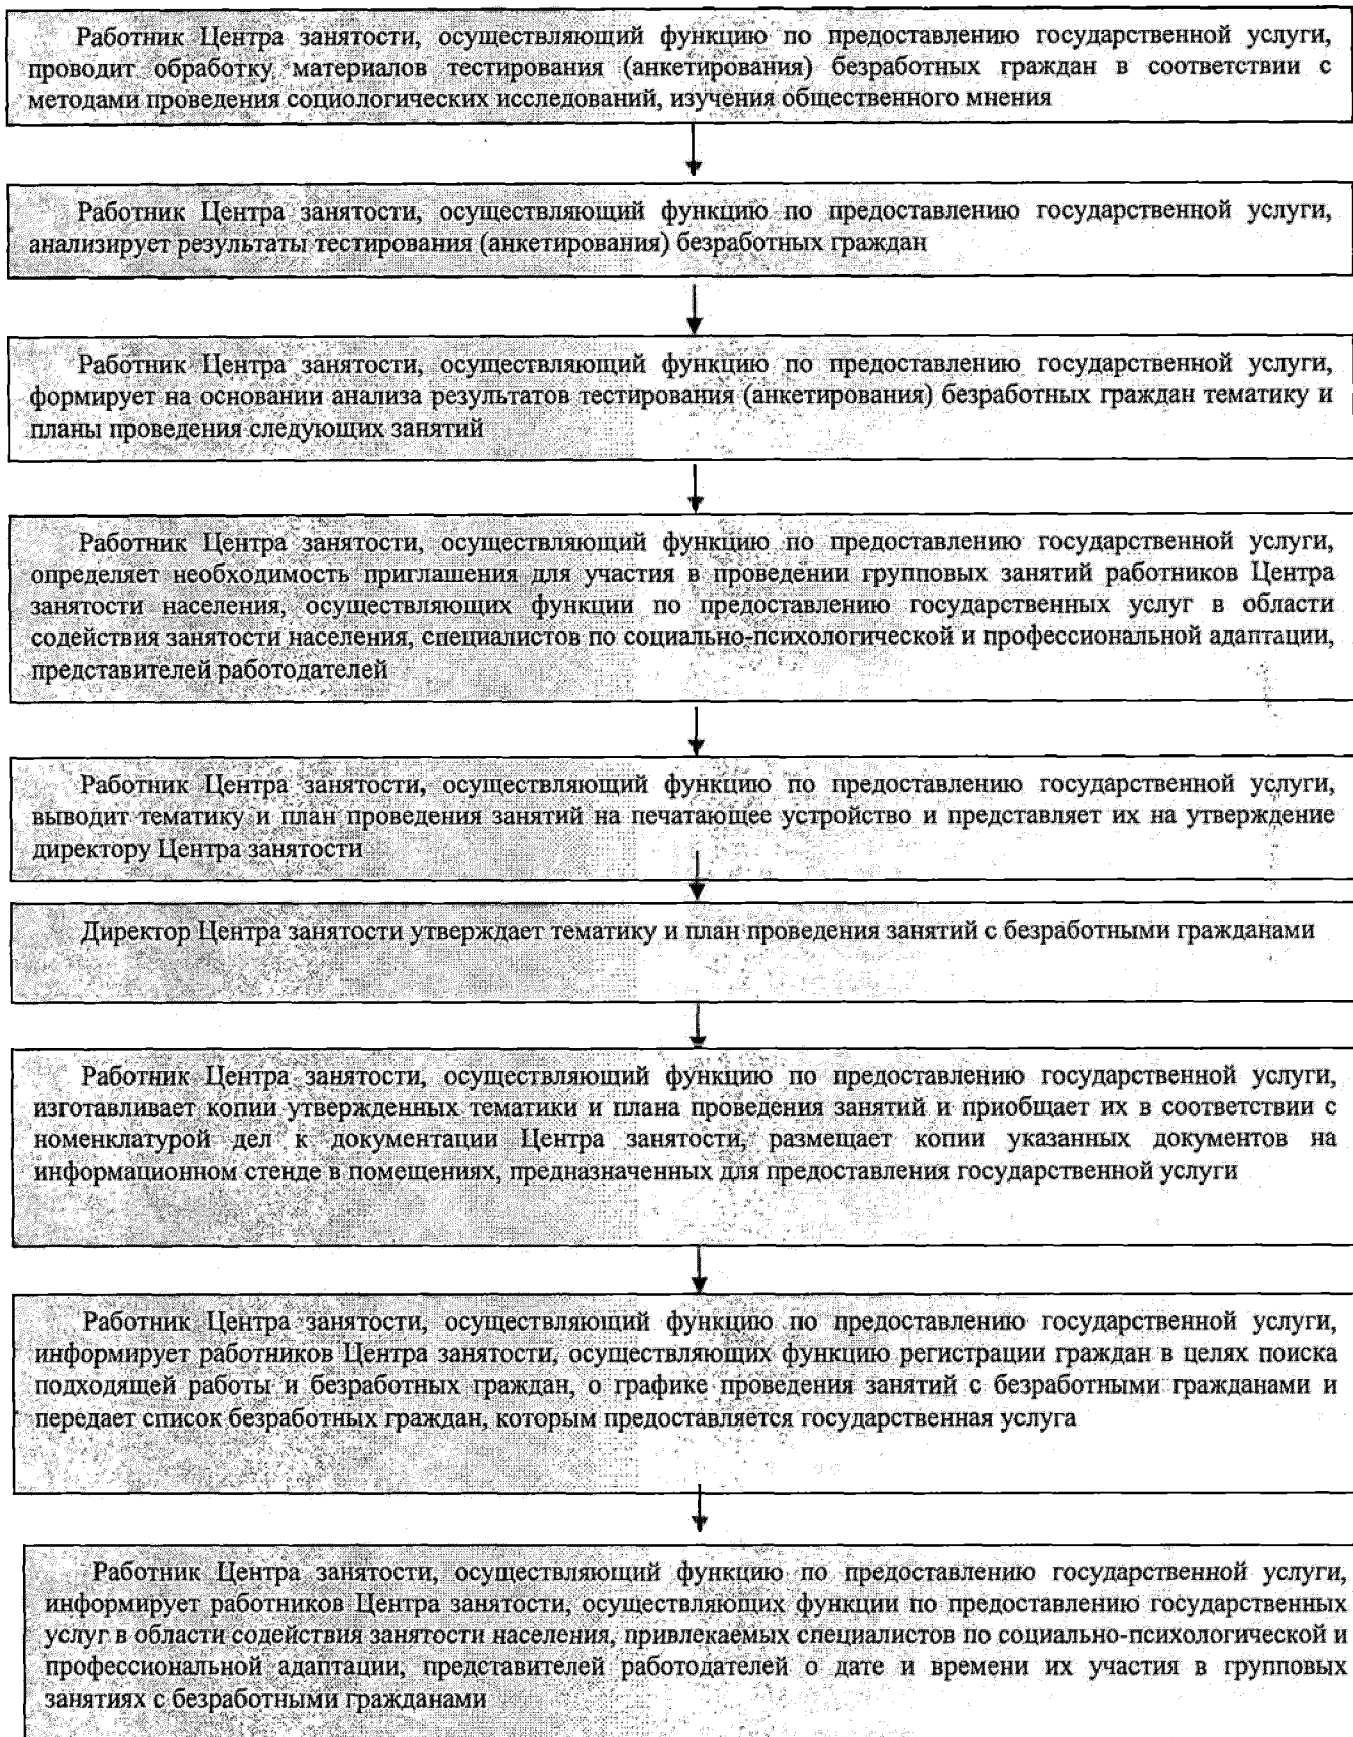 Работник Центра занятости, осуществляющий функцию по предоставлению государственной услуги,
проводит обработку материалов тестирования (анкетирования) безработных граждан в соответствии с
методами проведения социологических исследований, изучения общественного мнения
Работник Центра занятости, осуществляющий функцию по предоставлению государственной услуги,
анализирует результаты тестирования (анкетирования) безработных граждан
Работник Центра занятости, осуществляющий функцию по предоставлению государственной услуги,
формирует на основании анализа результатов тестирования (анкетирования) безработных граждан тематику и
планы проведения следующих занятий
Работник Центра занятости, осуществляющий функцию по предоставлению государственной услуги,
определяет необходимость приглашения для участия в проведении групповых занятий работников Центра
занятости населения, осуществляющих функции по предоставлению государственных услуг в области
содействия занятости населения, специалистов по социально-психологической и профессиональной адаптации,
представителей работодателей
Работник Центра занятости, осуществляющий функцию по предоставлению государственной услуги,
выводит тематику и план проведения занятий на печатающее устройство и представляет их на утверждение
директору Центра занятости
Директор Центра занятости утверждает тематику и план проведения занятий с безработными гражданами
Работник Центра занятости, осуществляющий функцию по предоставлению государственной услуги,
изготавливает копии утвержденных тематики и плана проведения занятий и приобщает их в соответствии с
номенклатурой дел к документации Центра занятости, размещает копии указанных документов на
информационном стенде в помещениях, предназначенных для предоставления государственной услуги
Работник Центра занятости, осуществляющий функцию по предоставлению государственной услуги,
информирует работников Центра занятости, осуществляющих функцию регистрации граждан в целях поиска
подходящей работы и безработных граждан, о графике проведения занятий с безработными гражданами и
передает список безработных граждан, которым предоставляется государственная услуга
Работник Центра занятости, осуществляющий функцию по предоставлению государственной услуги,
информирует работников Центра занятости, осуществляющих функции по предоставлению государственных
услуг в области содействия занятости населения, привлекаемых специалистов по социально-психологической и
профессиональной адаптации, представителей работодателей о дате и времени их участия в групповых
занятиях с безработными гражданами